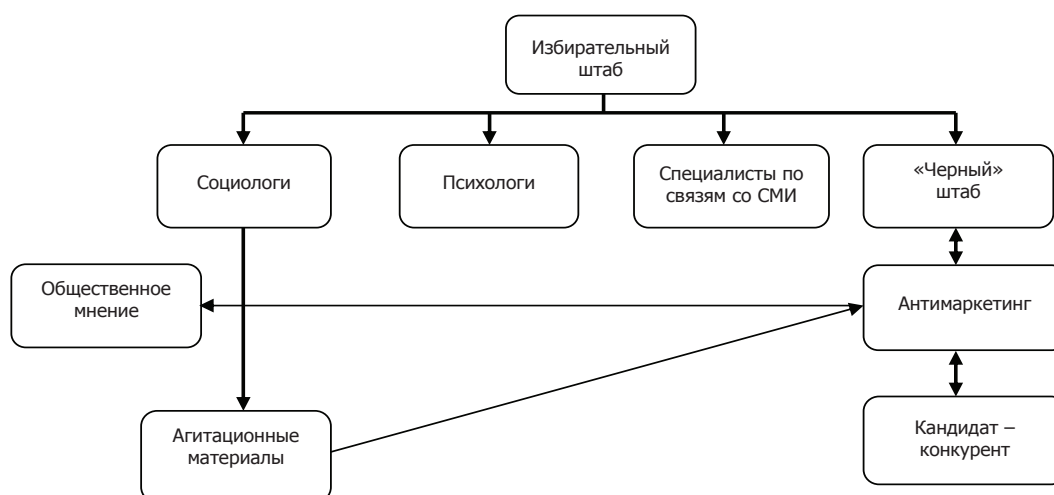 Избирательный
штаб
Социологи
Психологи
Специалисты по
связям со СМИ
«Черный»
штаб
Общественное
мнение
Антимаркетинг
Агитационные
материалы
Кандидат –
конкурент